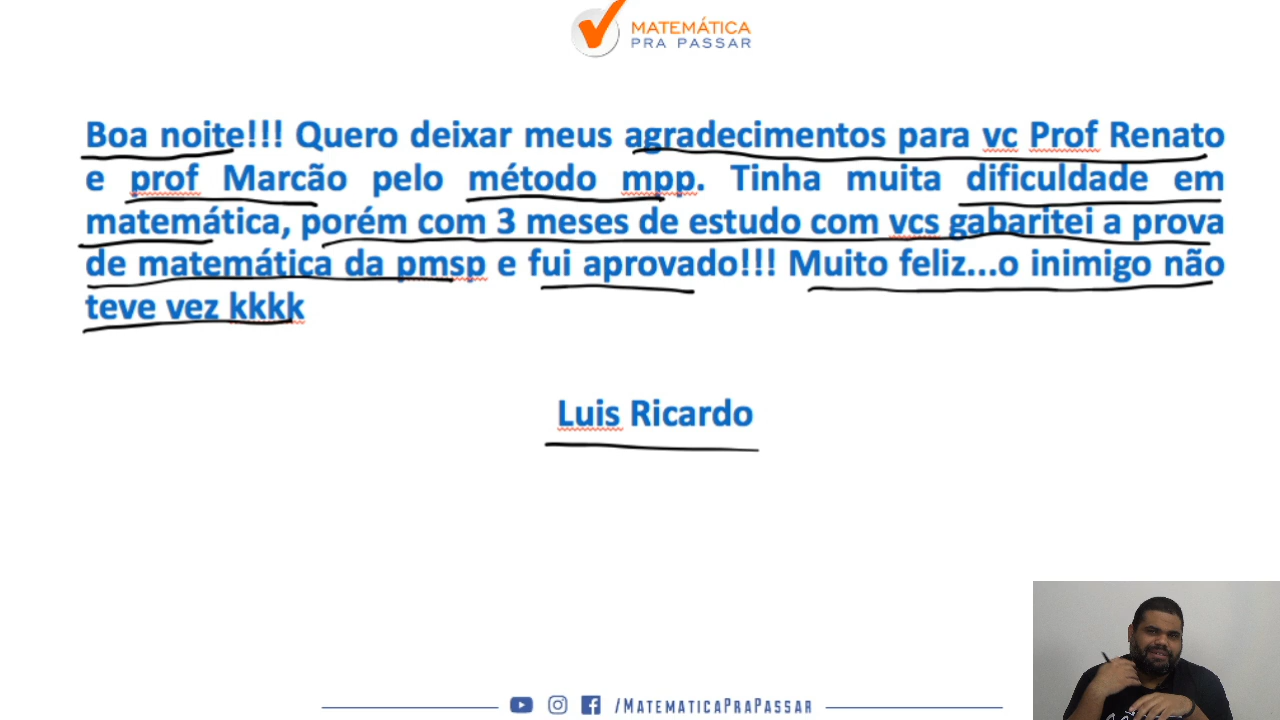 MATEMÁTICA
PRA PASSAR
Boa noite!!! Quero deixar meus agradecimentos para vc Prof Renato
e prof Marcão pelo método mpp. Tinha muita dificuldade em
matemática, porém com 3 meses de estudo com vcs gabaritei a prova
de matemática da pmsp e fui aprovado!!! Muito feliz...o inimigo não
teve vez kkkk
Luis Ricardo
/MATEMATICAPRAPASSAR